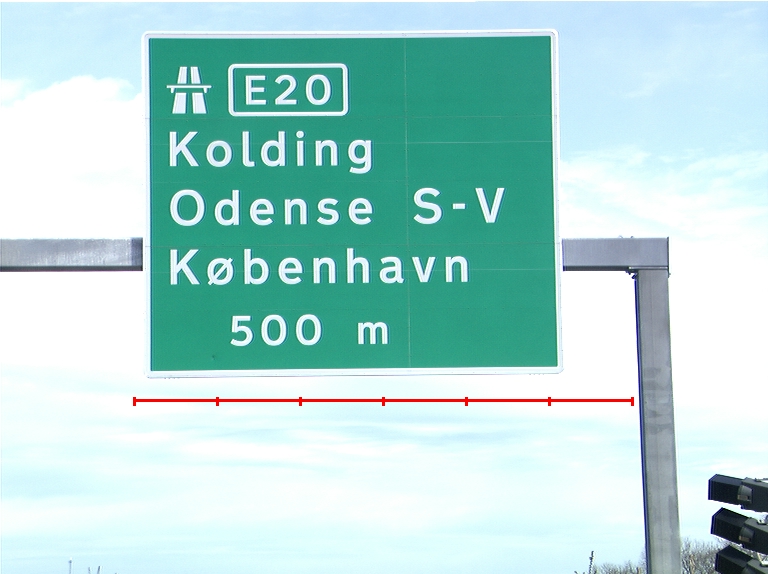 E20
Kolding
Odense S-V
København
500 m